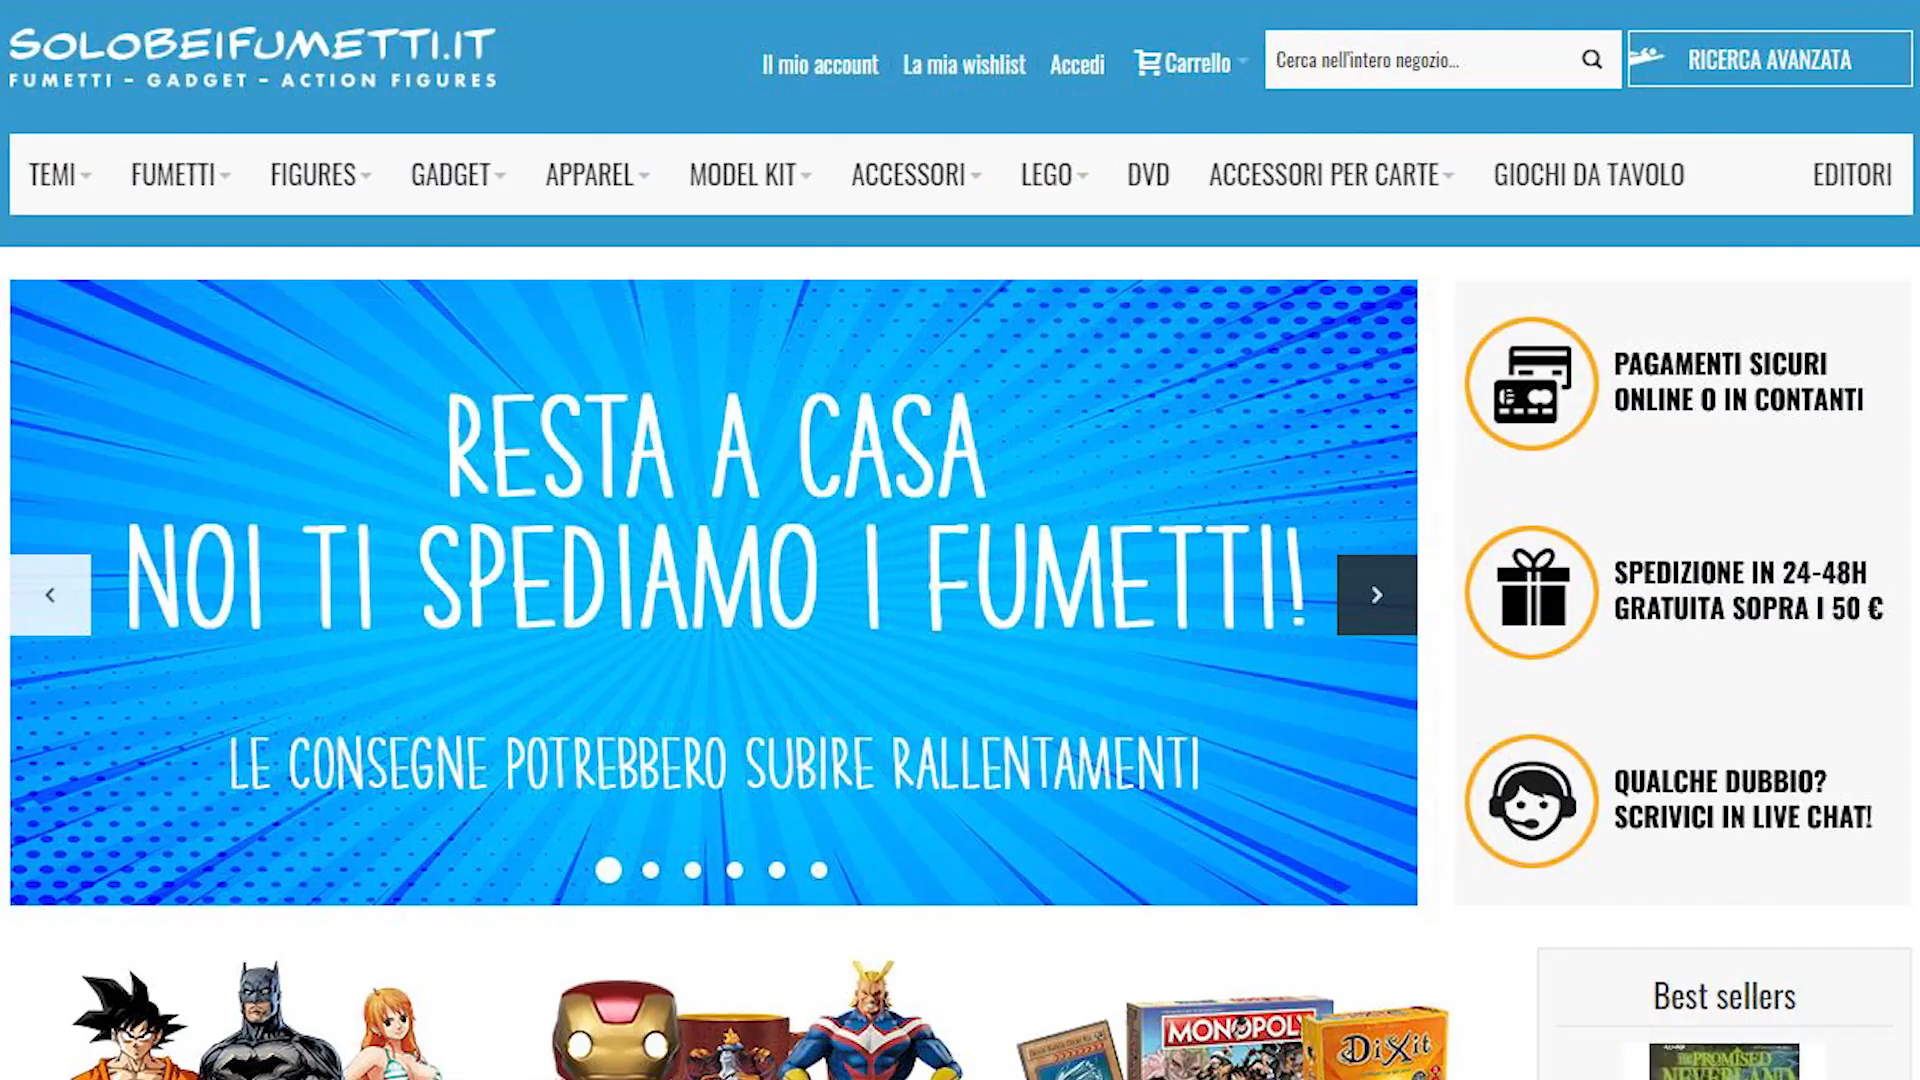 SOLOBEIFUMETTI.IT
FUMETTI - GADGET - ACTION FIGURES
Il mio account La mia wishlist Accedi Carrello
Cerca nell'intero negozio...
RICERCA AVANZATA
TEMI FUMETTI FIGURES GADGET APPAREL MODEL KIT ACCESSORI LEGO DVD ACCESSORI PER CARTE GIOCHI DA TAVOLO EDITORI
RESTA A CASA
NOI TI SPEDIAMO I FUMETTI!
LE CONSEGNE POTREBBERO SUBIRE RALLENTAMENTI
PAGAMENTI SICURI
ONLINE O IN CONTANTI
SPEDIZIONE IN 24-48H
GRATUITA SOPRA I 50 €
QUALCHE DUBBIO?
SCRIVICI IN LIVE CHAT!
MONOPOLY
DiXit
Best sellers
THE PROMISED
NEVERLAND